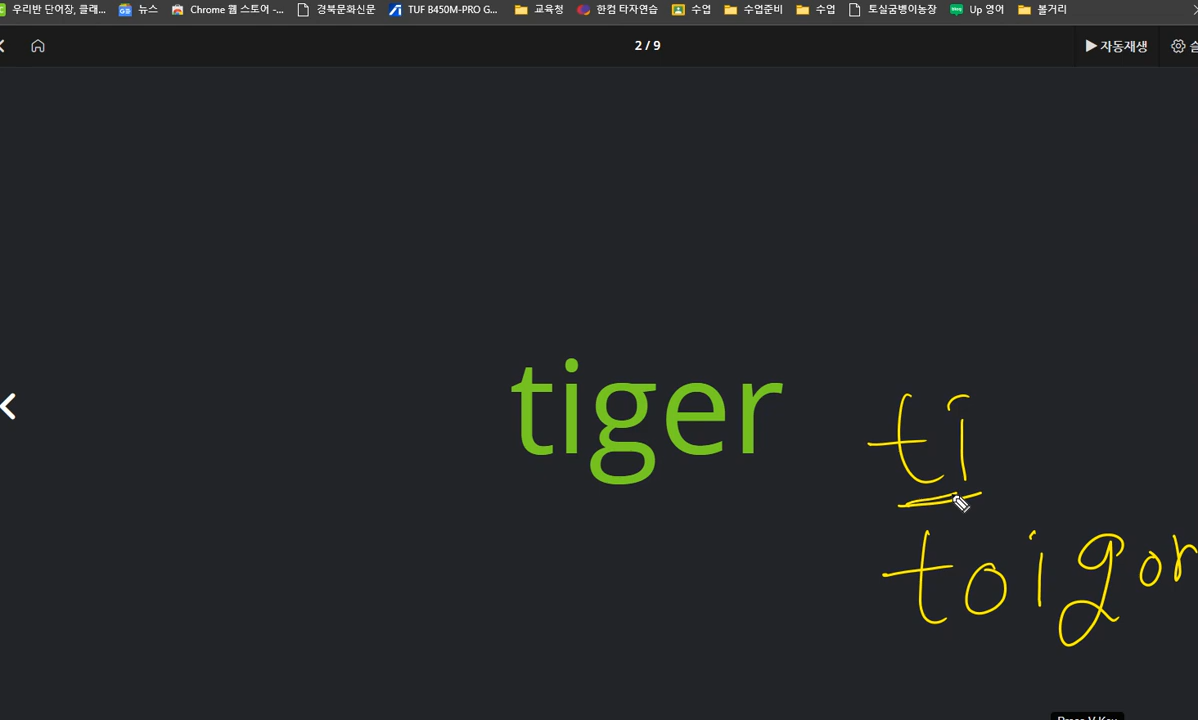 우리반 단어장, 클래... 뉴스 Chrome 웹 스토어 -... 경북문화신문 TUF B450M-PRO G... 교육청 한컴 타자연습 수업 수업준비 수업 토실굼벵이농장 Up 영어 볼거리
2 / 9 자동재생
tiger
ti
toigor